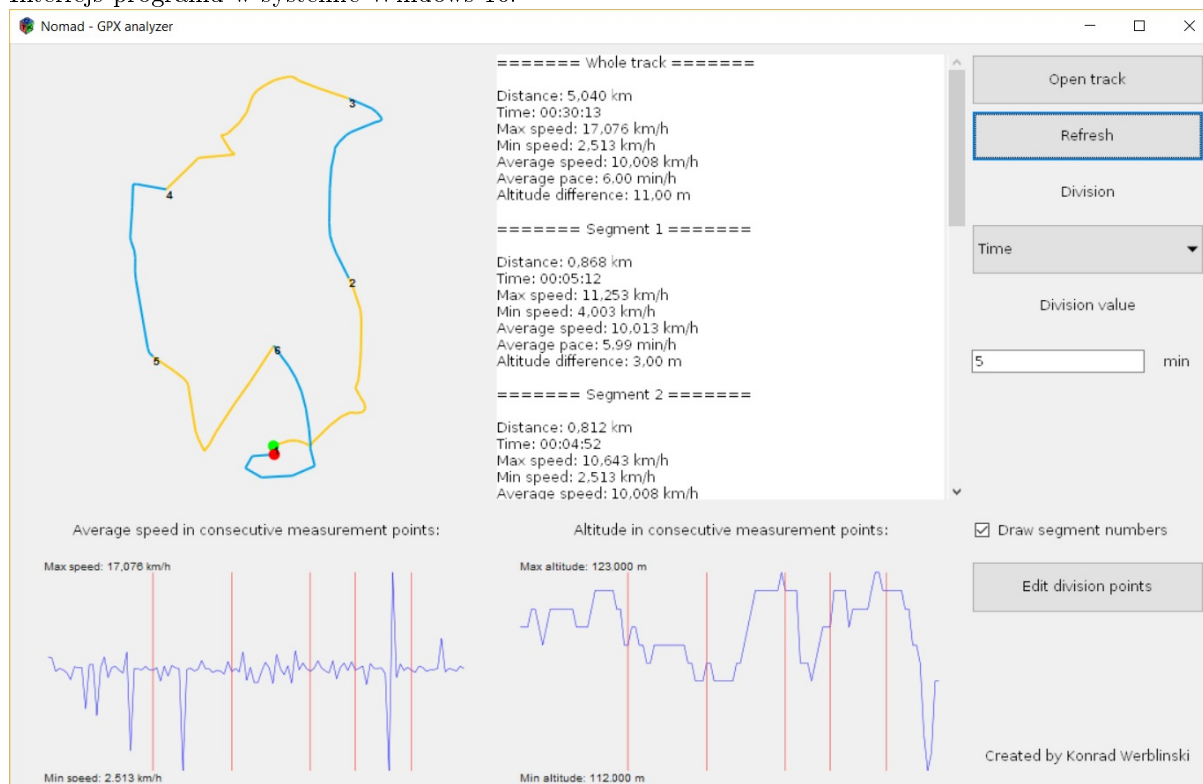 Interfejs programu w systemie Windows 10.
Nomad - GPX analyzer
======= Whole track =======
Distance: 5,040 km
Time: 00:30:13
Max speed: 17,076 km/h
Min speed: 2,513 km/h
Average speed: 10,008 km/h
Average pace: 6.00 min/h
Altitude difference: 11,00 m
======= Segment 1 =======
Distance: 0,868 km
Time: 00:05:12
Max speed: 11,253 km/h
Min speed: 4,003 km/h
Average speed: 10,013 km/h
Average pace: 5.99 min/h
Altitude difference: 3,00 m
======= Segment 2 =======
Distance: 0,812 km
Time: 00:04:52
Max speed: 10,643 km/h
Min speed: 2,513 km/h
Average speed: 10,008 km/h
Open track
Refresh
Division
Time
Division value
5 min
3
4
2
6
5
Average speed in consecutive measurement points:
Max speed: 17,076 km/h
Min speed: 2.513 km/h
Altitude in consecutive measurement points:
Max altitude: 123.000 m
Min altitude: 112.000 m
Draw segment numbers
Edit division points
Created by Konrad Werblinski